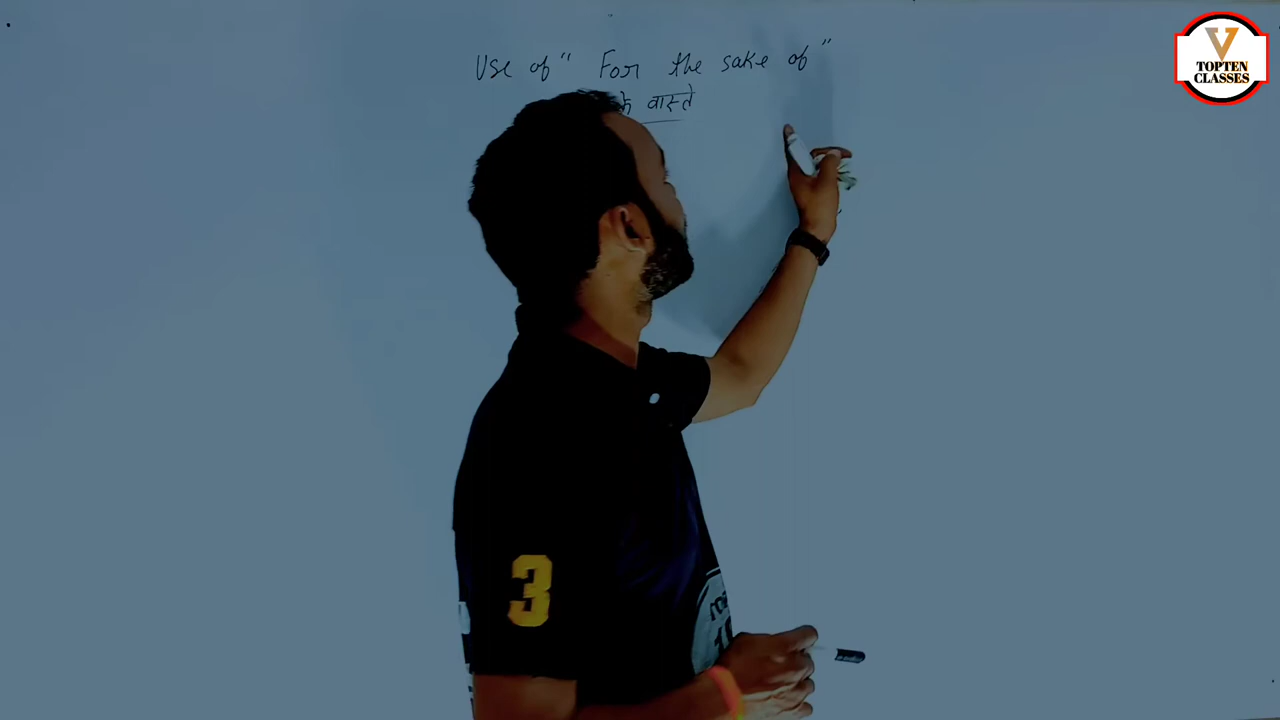 Use of " For the sake of "
के वास्ते
V
TOPTEN
CLASSES
3